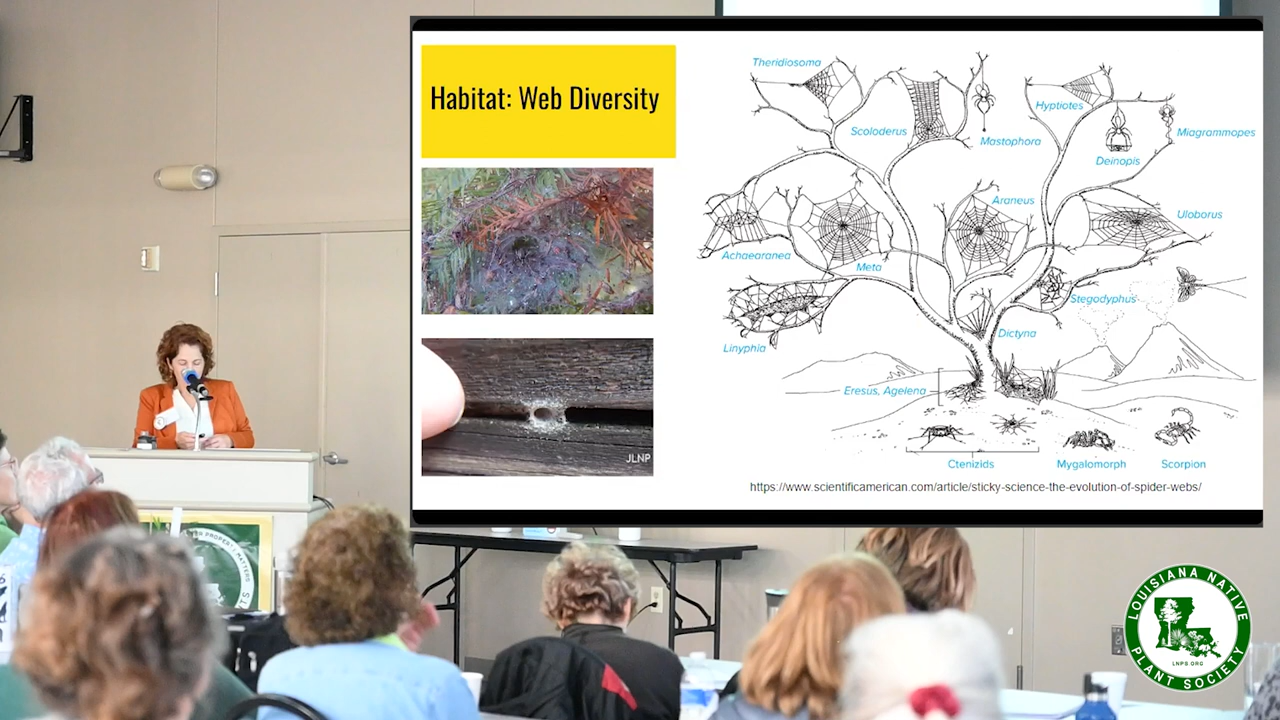 Habitat: Web Diversity
Theridiosoma
Scoloderus
Mastophora
Hyptiotes
Miagrammopes
Deinopis
Araneus
Uloborus
Achaearanea
Meta
Stegodyphus
Linyphia
Dictyna
Eresus, Agelena
Ctenizids
Mygalomorph
Scorpion
JLNP
https://www.scientificamerican.com/article/sticky-science-the-evolution-of-spider-webs/
LOUISIANA NATIVE
PLANT SOCIETY
LNPS.ORG